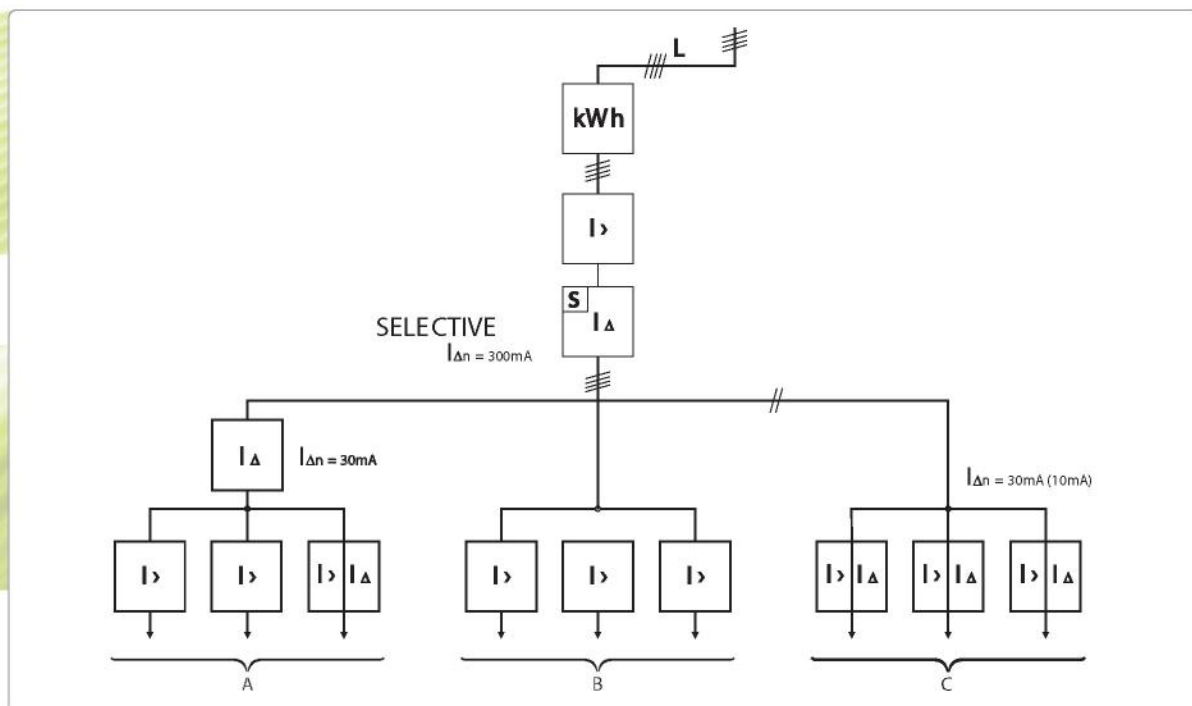 L
kWh
I>
S
IΔ
SELECTIVE
IΔn = 300mA
IΔ
IΔn = 30mA
IΔn = 30mA (10mA)
I> I> I> IΔ
I> I> I>
I> IΔ I> IΔ I> IΔ
A B C